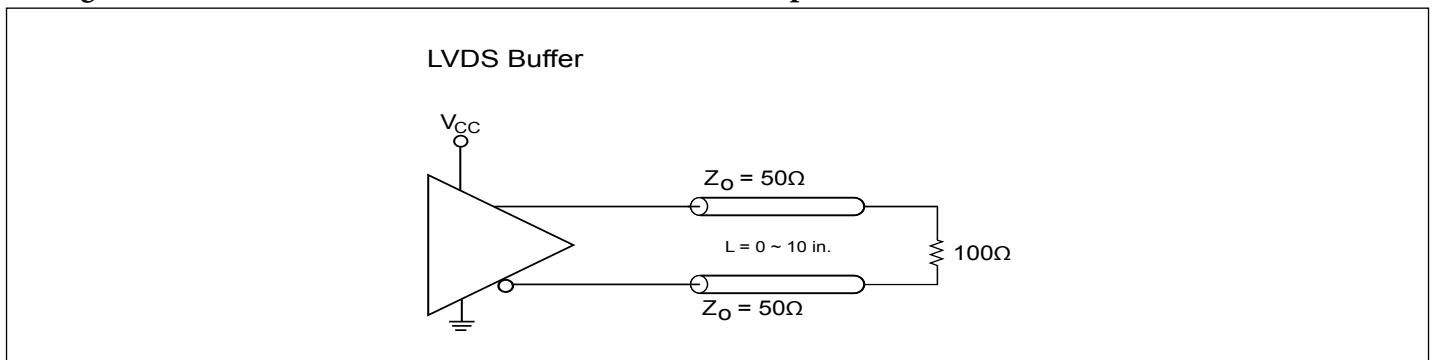 LVDS Buffer
VCC
ZO = 50Ω
L = 0 ~ 10 in.
100Ω
ZO = 50Ω